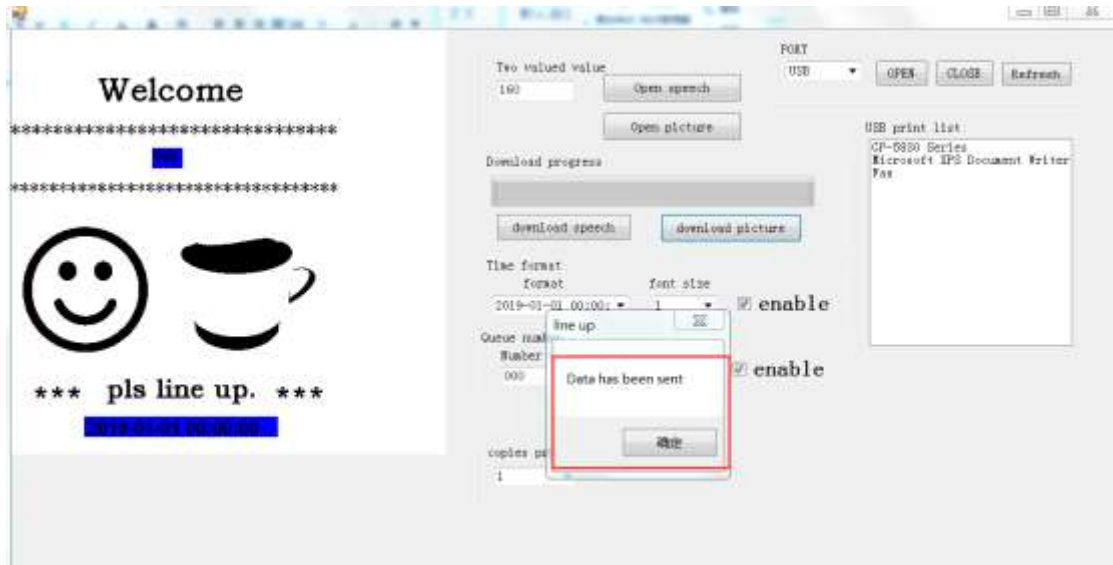 Welcome
********************************
********************************
*** pls line up. ***
2019-01-01 00:00:00
Two valued value
160
Open speech
Open picture
Download progress
download speech
download picture
Time format
format
font size
2019-01-01 00:00:
1
enable
Queue
Number
000
enable
copies
1
line up
Data has been sent
确定
PORT
USB
OPEN
CLOSE
Refresh
USB print list
Series
Microsoft XPS Document Writer
Fax